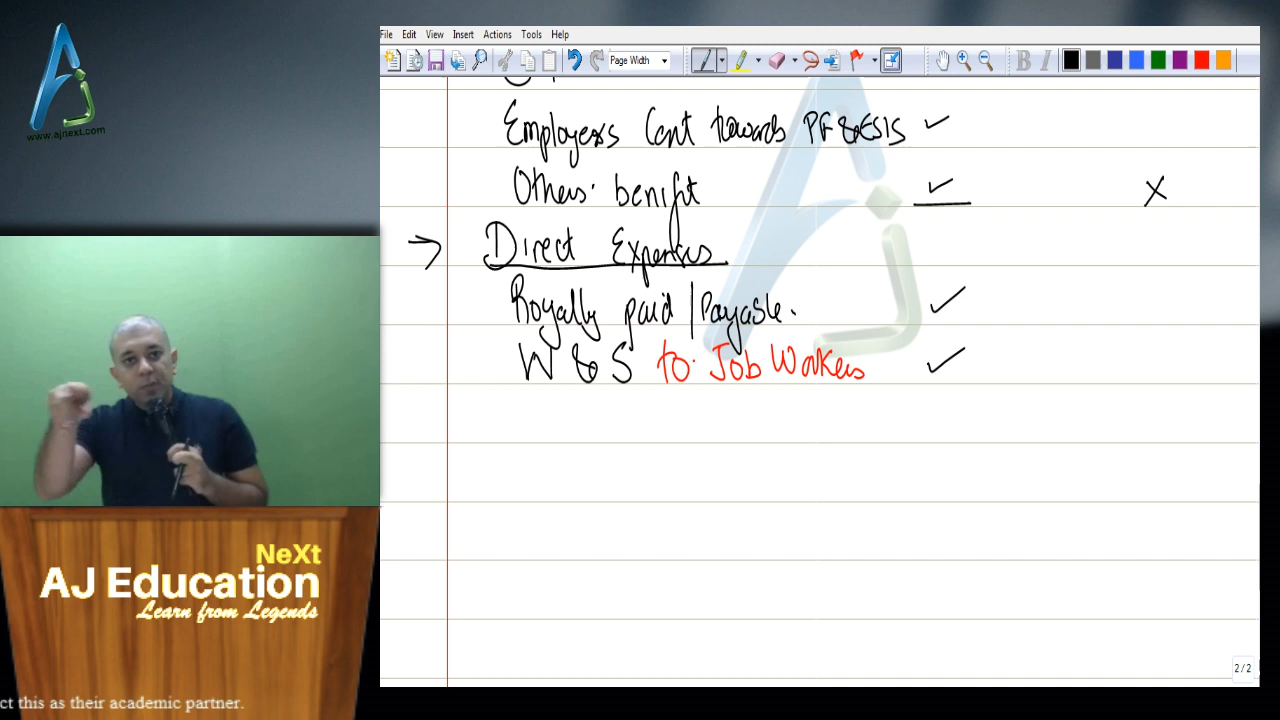 www.ajnext.com
File Edit View Insert Actions Tools Help
Page Width
B I
Employers Cont towards PF & ESIS ✓
Others benifit ✓ X
→ Direct Expenses
Royalty paid | Payable. ✓
W & S to Job Workers ✓
2/2
NeXt
AJ Education
Learn from Legends
ct this as their academic partner.